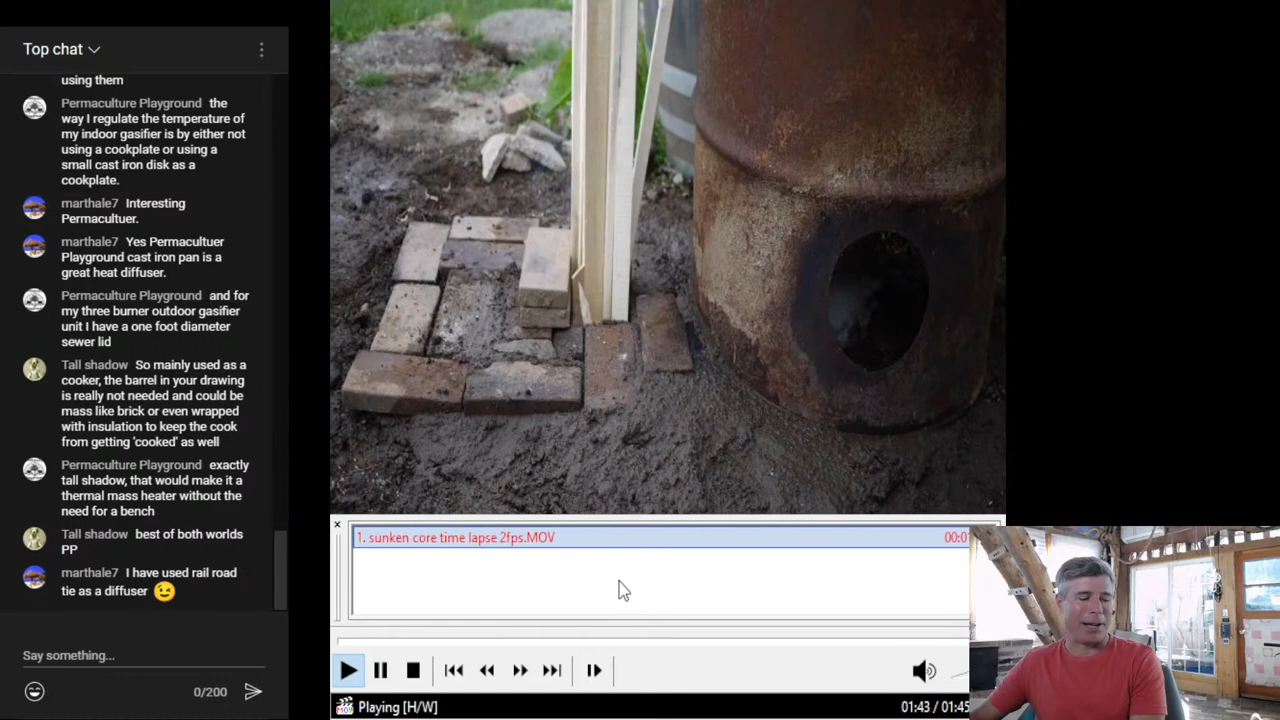 Top chat
using them
Permaculture Playground the
way I regulate the temperature of
my indoor gasifier is by either not
using a cookplate or using a
small cast iron disk as a
cookplate.
marthale7 Interesting
Permacultuer.
marthale7 Yes Permacultuer
Playground cast iron pan is a
great heat diffuser.
Permaculture Playground and for
my three burner outdoor gasifier
unit I have a one foot diameter
sewer lid
Tall shadow So mainly used as a
cooker, the barrel in your drawing
is really not needed and could be
mass like brick or even wrapped
with insulation to keep the cook
from getting 'cooked' as well
Permaculture Playground exactly
tall shadow, that would make it a
thermal mass heater without the
need for a bench
Tall shadow best of both worlds
PP
marthale7 I have used rail road
tie as a diffuser
Say something...
0/200
1. sunken core time lapse 2fps.MOV
Playing [H/W]
01:43 / 01:45